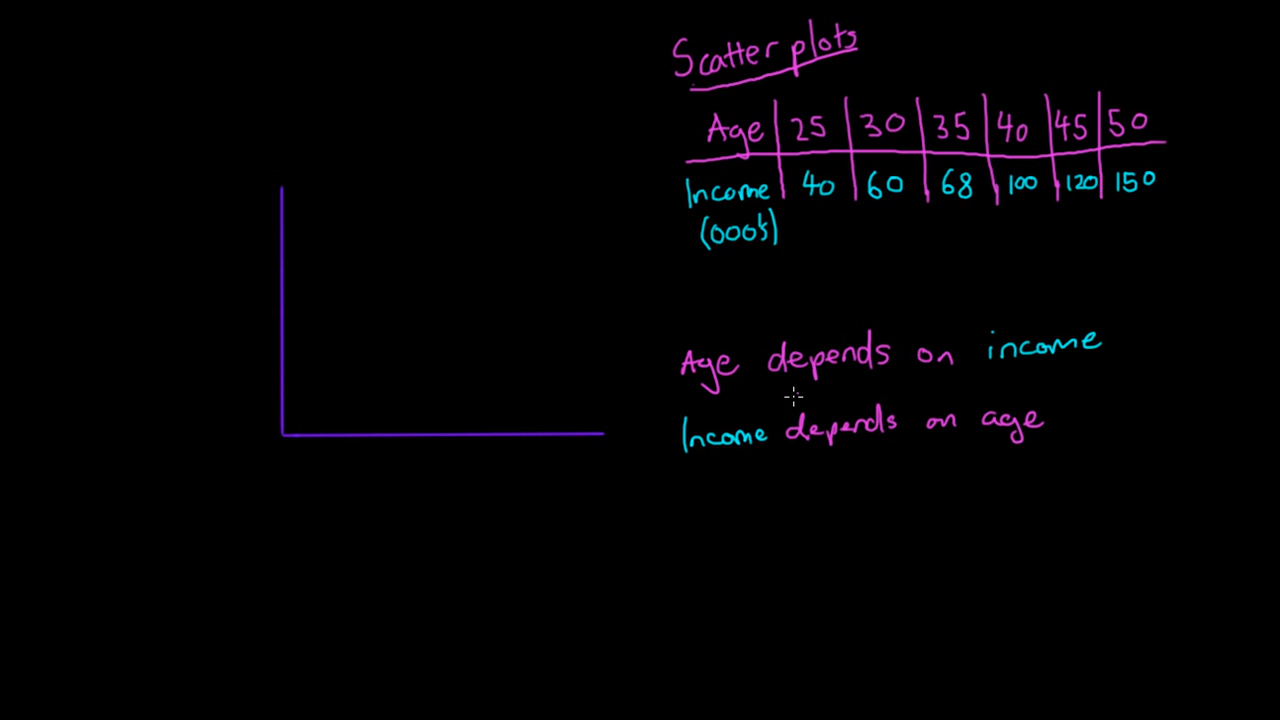 Scatter plots
Age 25 30 35 40 45 50
Income 40 60 68 100 120 150
(000's)
Age depends on income
Income depends on age